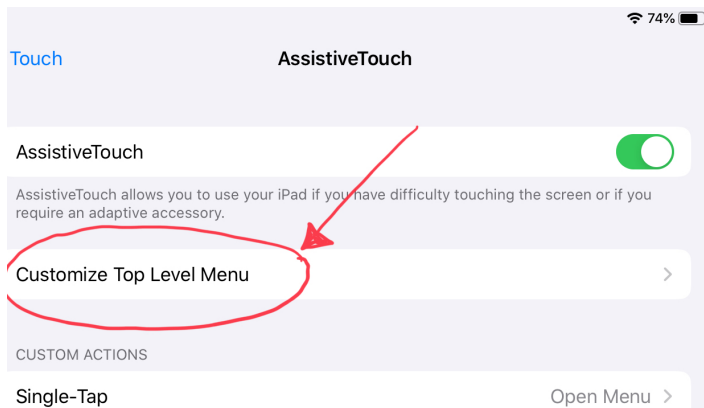 74%
Touch AssistiveTouch
AssistiveTouch
AssistiveTouch allows you to use your iPad if you have difficulty touching the screen or if you
require an adaptive accessory.
Customize Top Level Menu
CUSTOM ACTIONS
Single-Tap Open Menu